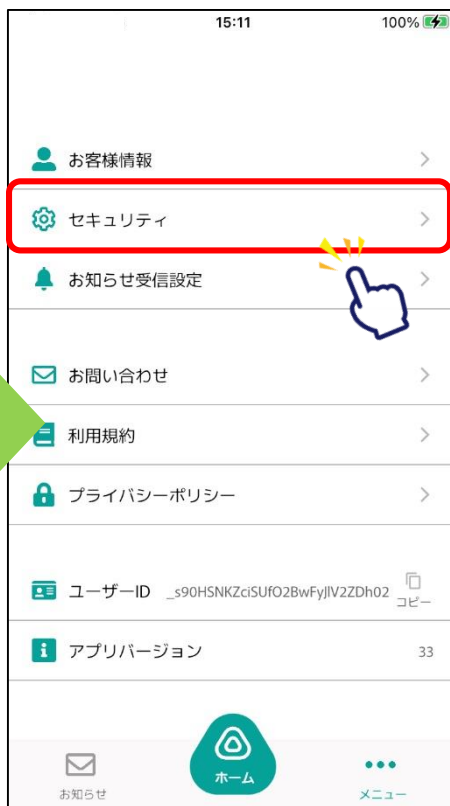 15:11 100%
お客様情報
セキュリティ
お知らせ受信設定
お問い合わせ
利用規約
プライバシーポリシー
ユーザーID _s90HSNKZciSUfO2BwFyJlV2ZDh02 コピー
アプリバージョン 33
お知らせ ホーム メニュー